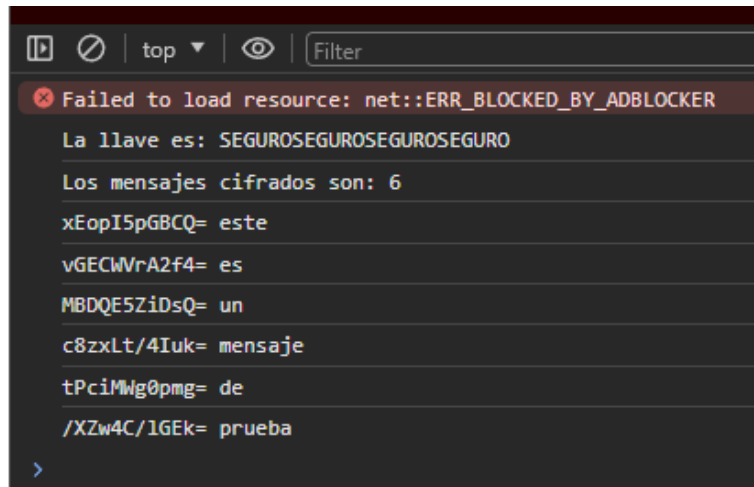 top
Filter
Failed to load resource: net::ERR_BLOCKED_BY_ADBLOCKER
La llave es: SEGUROSEGUROSEGUROSEGURO
Los mensajes cifrados son: 6
xEopI5pGBCQ= este
vGECWVrA2f4= es
MBDQE5ZiDsQ= un
c8zxLt/4Iuk= mensaje
tPciMWg0pmg= de
/XZw4C/lGEk= prueba